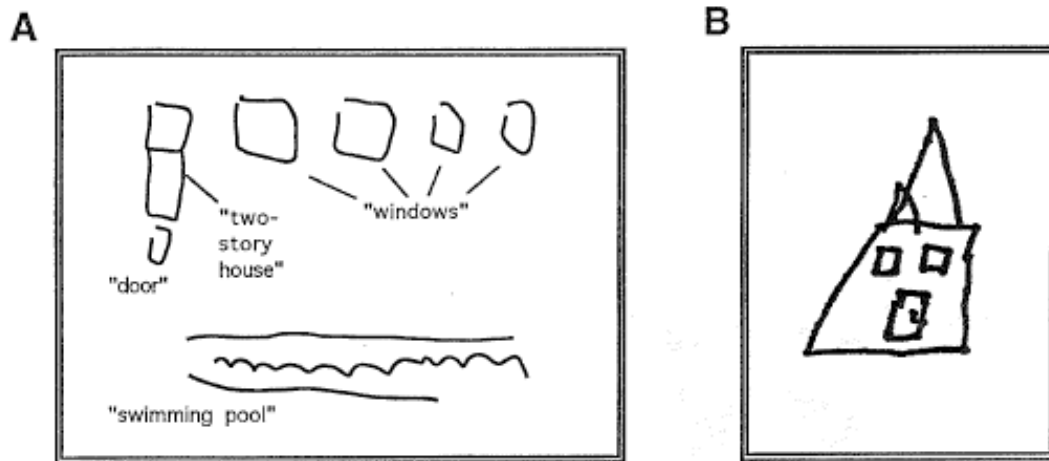 A
B
"windows"
"two-
story
house"
"door"
"swimming pool"